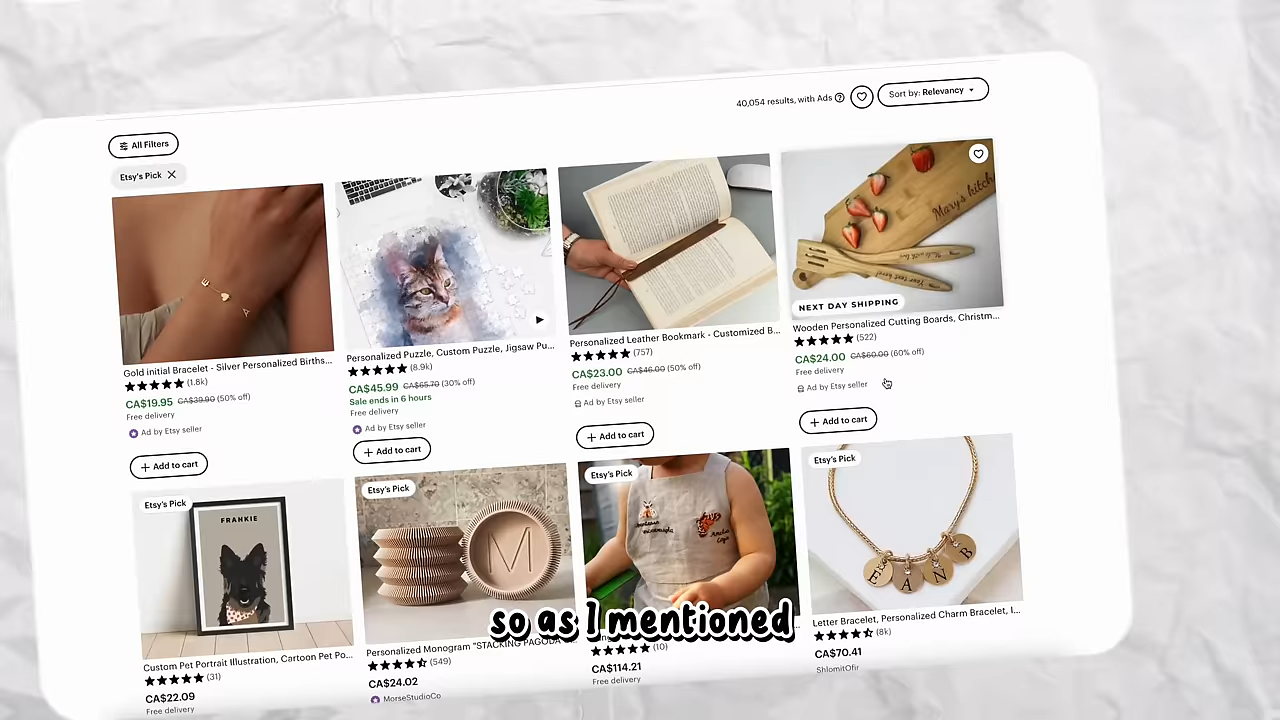 40,054 results, with Ads
Sort by: Relevancy
All Filters
Etsy's Pick
Mary's kitch
NEXT DAY SHIPPING
Gold initial Bracelet - Silver Personalized Births...
(1.8k)
CA$19.95 CA$39.90 (50% off)
Free delivery
Ad by Etsy seller
+ Add to cart
Personalized Puzzle, Custom Puzzle, Jigsaw Pu...
(8.9k)
CA$45.99 CA$65.70 (30% off)
Sale ends in 6 hours
Free delivery
Ad by Etsy seller
+ Add to cart
Personalized Leather Bookmark - Customized B...
(757)
CA$23.00 CA$46.00 (50% off)
Free delivery
Ad by Etsy seller
+ Add to cart
Wooden Personalized Cutting Boards, Christm...
(522)
CA$24.00 CA$60.00 (60% off)
Free delivery
Ad by Etsy seller
+ Add to cart
Etsy's Pick
FRANKIE
Custom Pet Portrait Illustration, Cartoon Pet Po...
(31)
CA$22.09
Free delivery
Etsy's Pick
M
Personalized Monogram "STACKING PAGODA
(549)
CA$24.02
MorseStudioCo
Etsy's Pick
(10)
CA$114.21
Free delivery
Etsy's Pick
E A N B
Letter Bracelet, Personalized Charm Bracelet, I...
(8k)
CA$70.41
ShlomitOfir
so as I mentioned